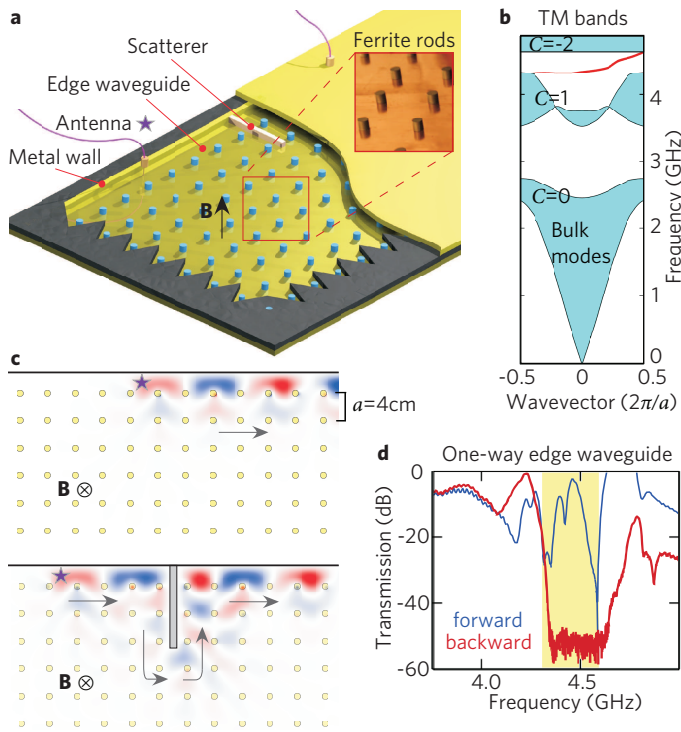 a
Scatterer
Edge waveguide
Antenna
Metal wall
Ferrite rods
B
b
TM bands
C=-2
C=1
C=0
Bulk
modes
4
3
2
1
0
Frequency (GHz)
-0.5
0
0.5
Wavevector (2π/a)
c
a=4cm
B ⊗
B ⊗
d
One-way edge waveguide
0
-20
-40
-60
Transmission (dB)
forward
backward
4.0
4.5
Frequency (GHz)